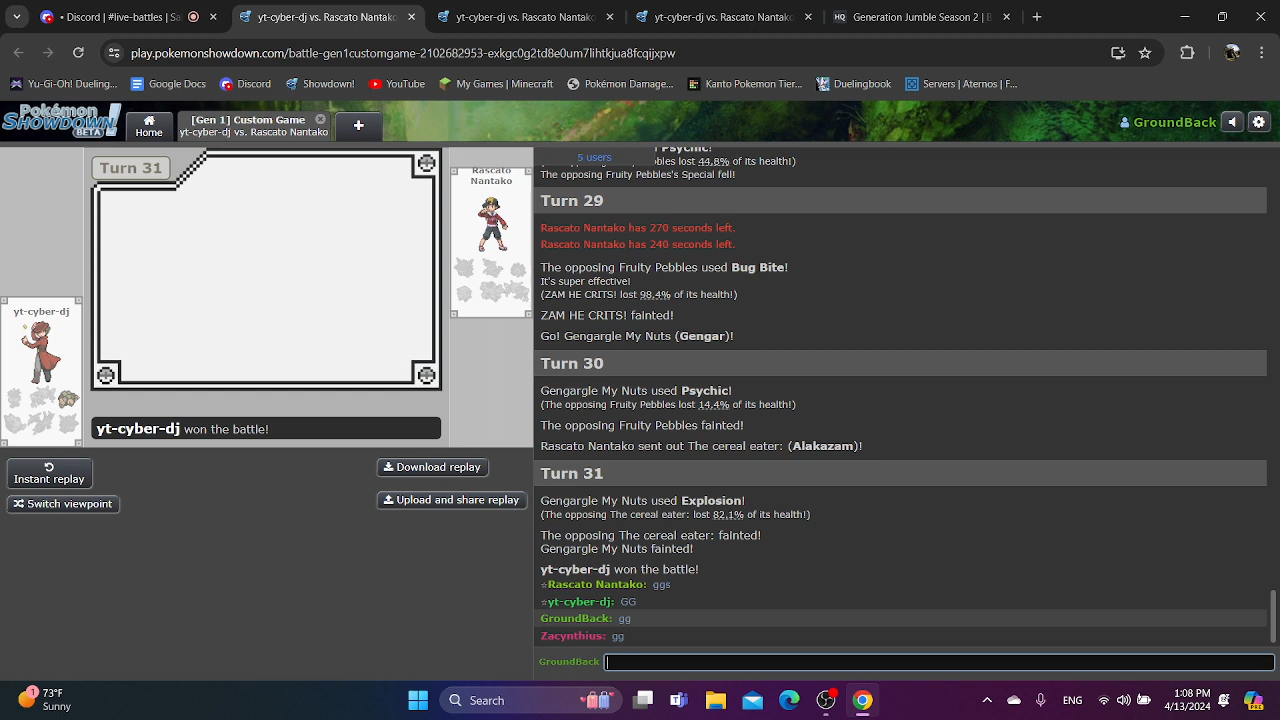 Discord | #live-battles | Sa
yt-cyber-dj vs. Rascato Nantako
yt-cyber-dj vs. Rascato Nantako
yt-cyber-dj vs. Rascato Nantako
HQ Generation Jumble Season 2 | B
play.pokemonshowdown.com/battle-gen1customgame-2102682953-exkgc0g2td8e0um7lihtkjua8fcqijxpw
Yu-Gi-Oh! Dueling...
Google Docs
Discord
Showdown!
YouTube
My Games | Minecraft
Pokémon Damage...
Kanto Pokemon Tier...
Duelingbook
Servers | Aternos | F...
Pokémon
Showdown!
BETA
Home
[Gen 1] Custom Game
yt-cyber-dj vs. Rascato Nantako
GroundBack
Turn 31
Rascato
Nantako
yt-cyber-dj
yt-cyber-dj won the battle!
Instant replay
Download replay
Switch viewpoint
Upload and share replay
5 users
Psychic!
lost 44.8% of its health!)
The opposing Fruity Pebbles's Special fell!
Turn 29
Rascato Nantako has 270 seconds left.
Rascato Nantako has 240 seconds left.
The opposing Fruity Pebbles used Bug Bite!
It's super effective!
(ZAM HE CRITS! lost 98.4% of its health!)
ZAM HE CRITS! fainted!
Go! Gengargle My Nuts (Gengar)!
Turn 30
Gengargle My Nuts used Psychic!
(The opposing Fruity Pebbles lost 14.4% of its health!)
The opposing Fruity Pebbles fainted!
Rascato Nantako sent out The cereal eater: (Alakazam)!
Turn 31
Gengargle My Nuts used Explosion!
(The opposing The cereal eater: lost 82.1% of its health!)
The opposing The cereal eater: fainted!
Gengargle My Nuts fainted!
yt-cyber-dj won the battle!
☆Rascato Nantako: ggs
☆yt-cyber-dj: GG
GroundBack: gg
Zacynthius: gg
GroundBack
1
73°F
Sunny
Search
ENG
1:08 PM
4/13/2024
PRE